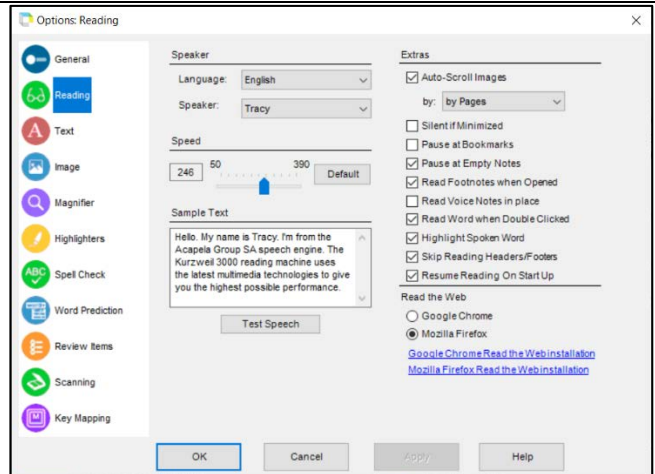 Options: Reading
General
Reading
Text
Image
Magnifier
Highlighters
Spell Check
Word Prediction
Review Items
Scanning
Key Mapping
A
ABC
Speaker
Language: English
Speaker: Tracy
Speed
246 50 390 Default
Sample Text
Hello. My name is Tracy. I'm from the
Acapela Group SA speech engine. The
Kurzweil 3000 reading machine uses
the latest multimedia technologies to give
you the highest possible performance.
Test Speech
Extras
Auto-Scroll Images
by: by Pages
Silent if Minimized
Pause at Bookmarks
Pause at Empty Notes
Read Footnotes when Opened
Read Voice Notes in place
Read Word when Double Clicked
Highlight Spoken Word
Skip Reading Headers/Footers
Resume Reading On Start Up
Read the Web
Google Chrome
Mozilla Firefox
Google Chrome Read the Web installation
Mozilla Firefox Read the Web installation
OK Cancel Apply Help